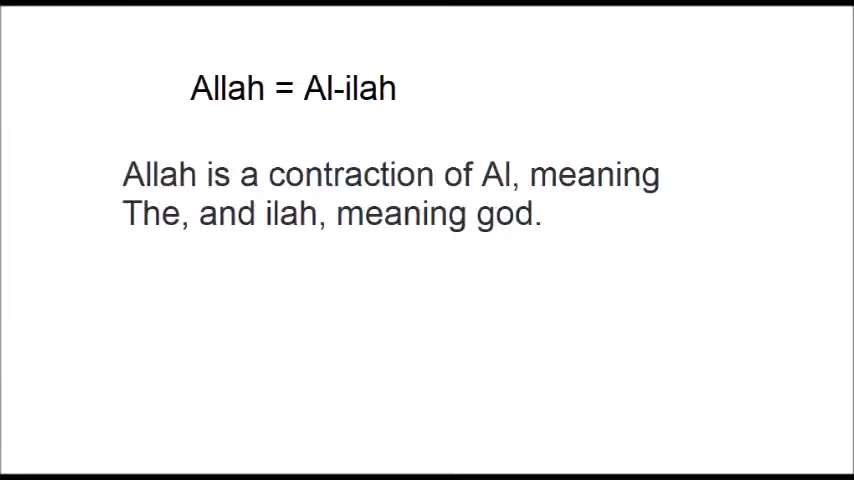 Allah = Al-ilah
Allah is a contraction of Al, meaning
The, and ilah, meaning god.